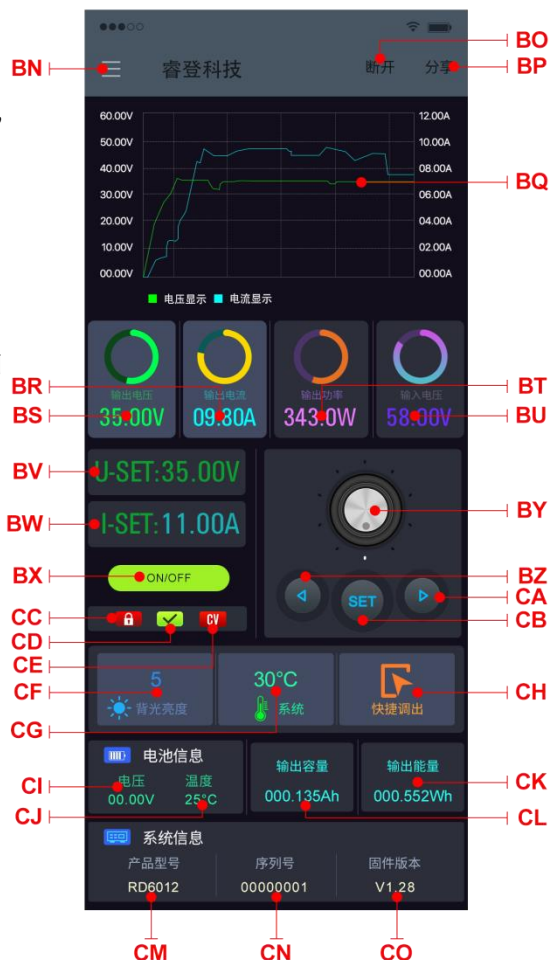 BO
BN 睿登科技 断开 分享 BP
60.00V 12.00A
50.00V 10.00A
40.00V 08.00A
BQ
30.00V 06.00A
20.00V 04.00A
10.00V 02.00A
00.00V 00.00A
电压显示 电流显示
BR 输出电压 输出电流 输出功率 输入电压 BT
BS 35.00V 09.80A 343.0W 58.00V BU
BV U-SET:35.00V
BW I-SET:11.00A BY
BX ON/OFF BZ
CA
CC SET CB
CD CV
CE
CF 5 30°C CH
背光亮度 系统 快捷调出
CG
电池信息 输出容量 输出能量
CI 电压 温度 CK
CJ 00.00V 25°C 000.135Ah 000.552Wh CL
系统信息
产品型号 序列号 固件版本
RD6012 00000001 V1.28
CM CN CO